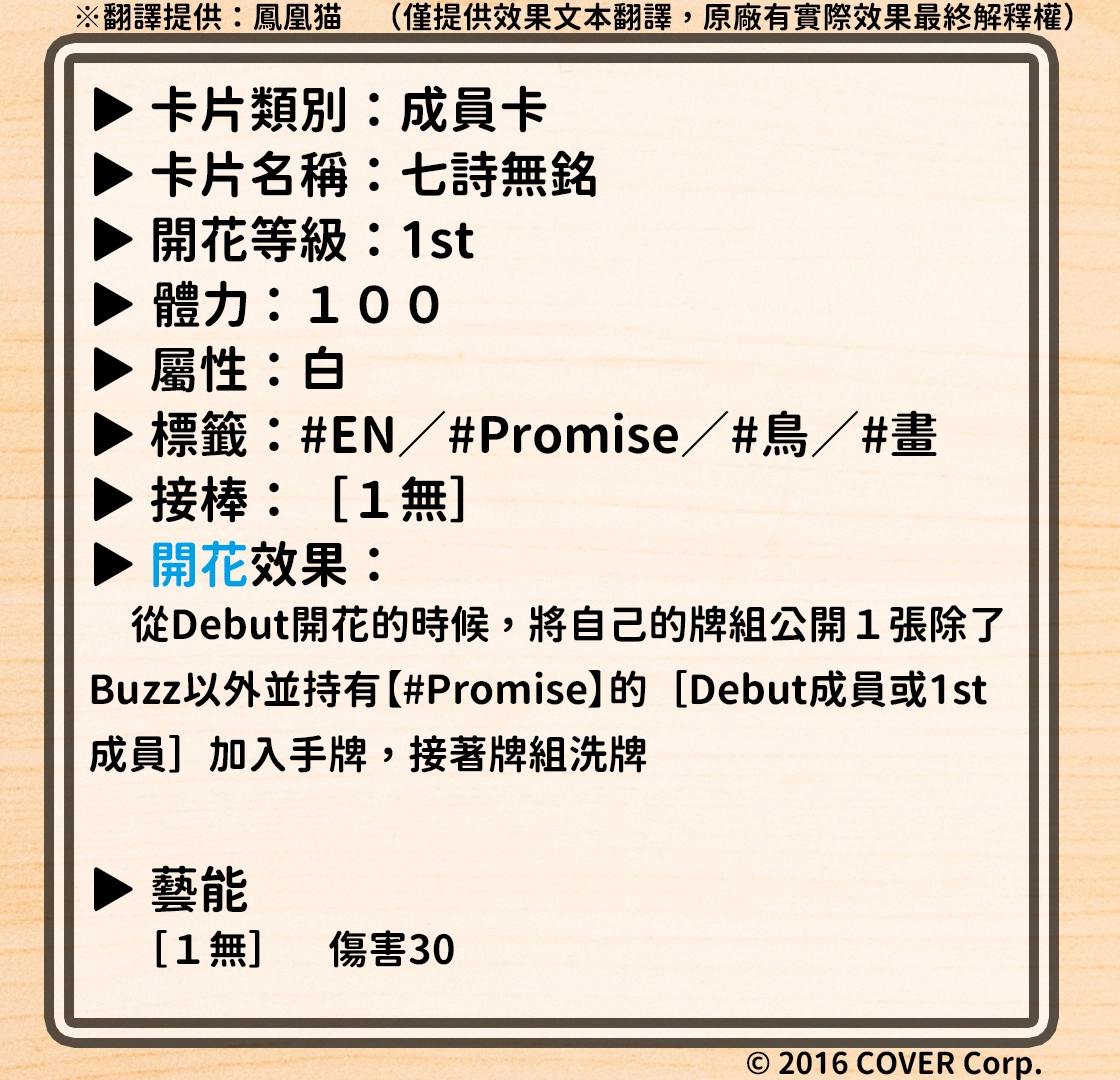 ※翻譯提供：鳳凰猫　（僅提供效果文本翻譯，原廠有實際效果最終解釋權）
▶ 卡片類別：成員卡
▶ 卡片名稱：七詩無銘
▶ 開花等級：1st
▶ 體力：１００
▶ 屬性：白
▶ 標籤：#EN／#Promise／#鳥／#畫
▶ 接棒：［１無］
▶ 開花效果：
從Debut開花的時候，將自己的牌組公開１張除了
Buzz以外並持有【#Promise】的［Debut成員或1st
成員］加入手牌，接著牌組洗牌
▶ 藝能
［１無］　傷害30
© 2016 COVER Corp.